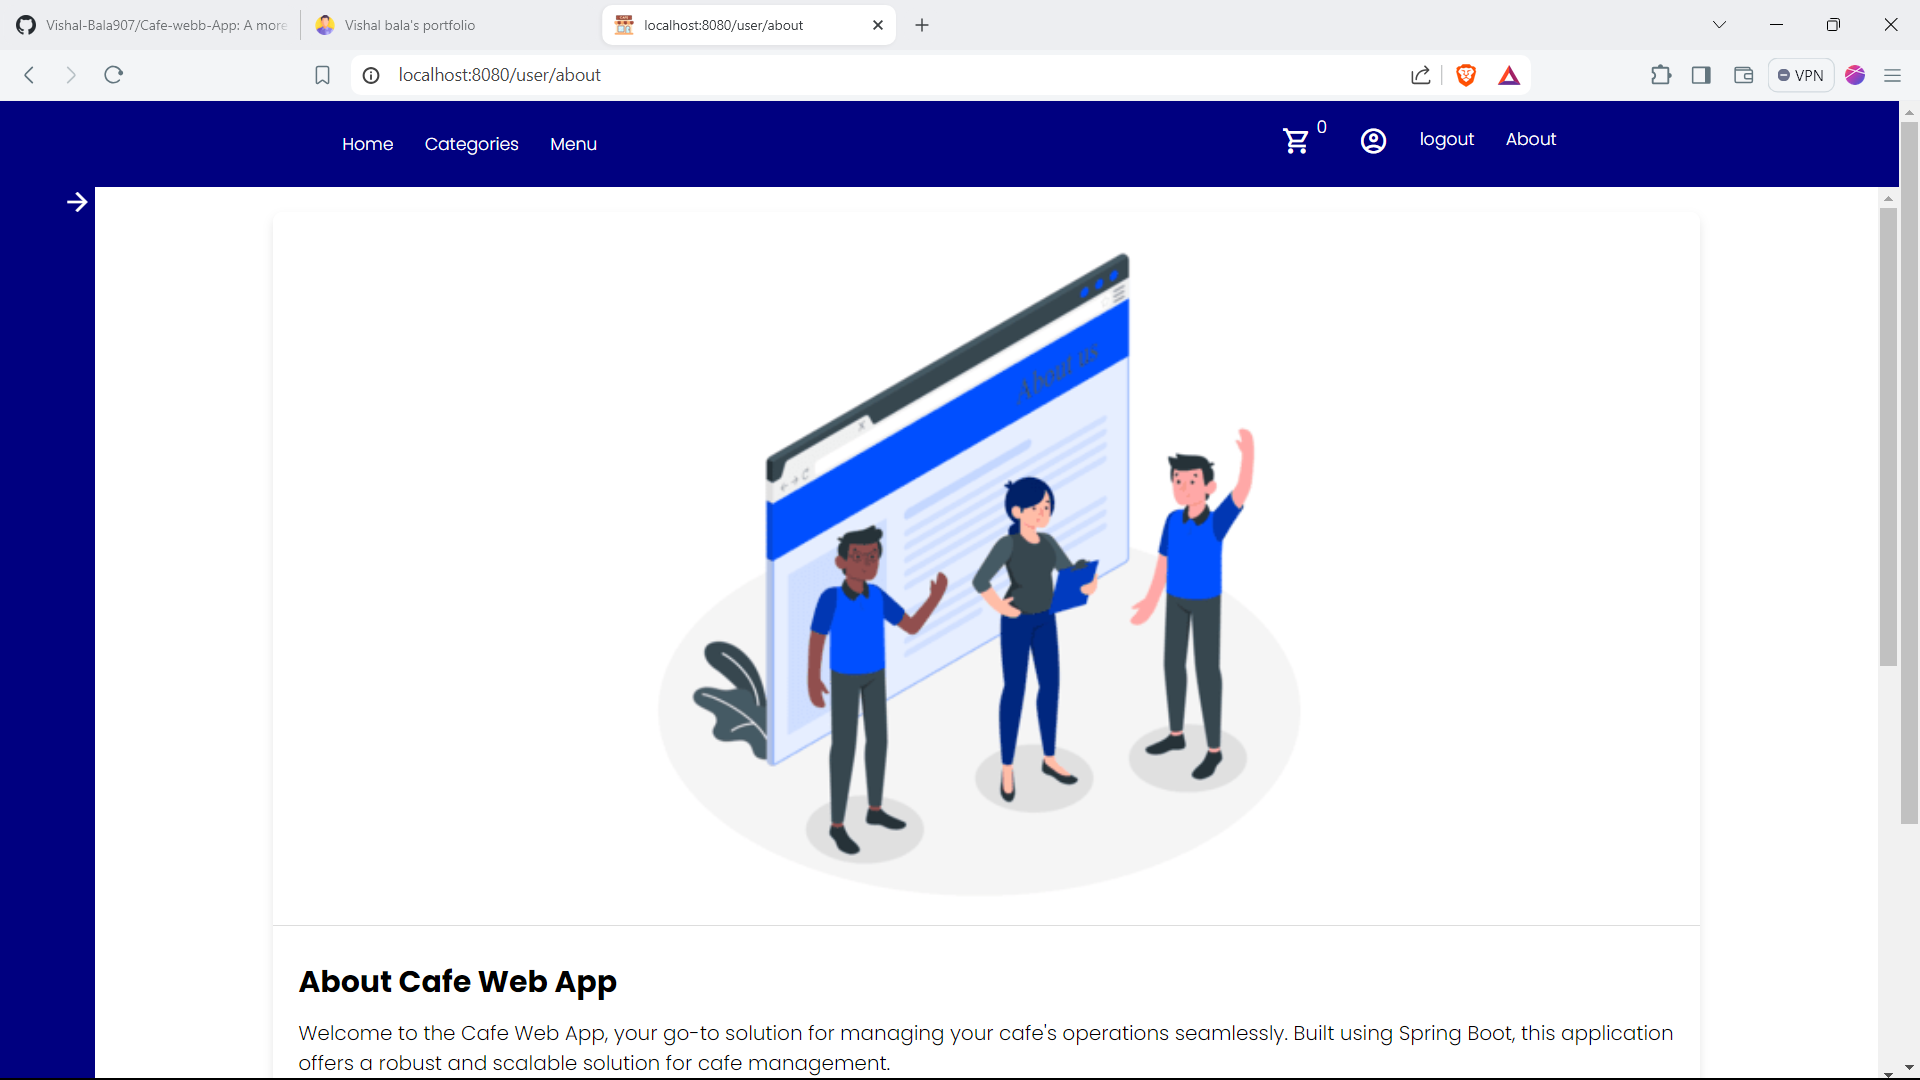 Vishal-Bala907/Cafe-webb-App: A more
Vishal bala's portfolio
localhost:8080/user/about
localhost:8080/user/about
VPN
Home Categories Menu 0 logout About
About us
About Cafe Web App
Welcome to the Cafe Web App, your go-to solution for managing your cafe's operations seamlessly. Built using Spring Boot, this application
offers a robust and scalable solution for cafe management.